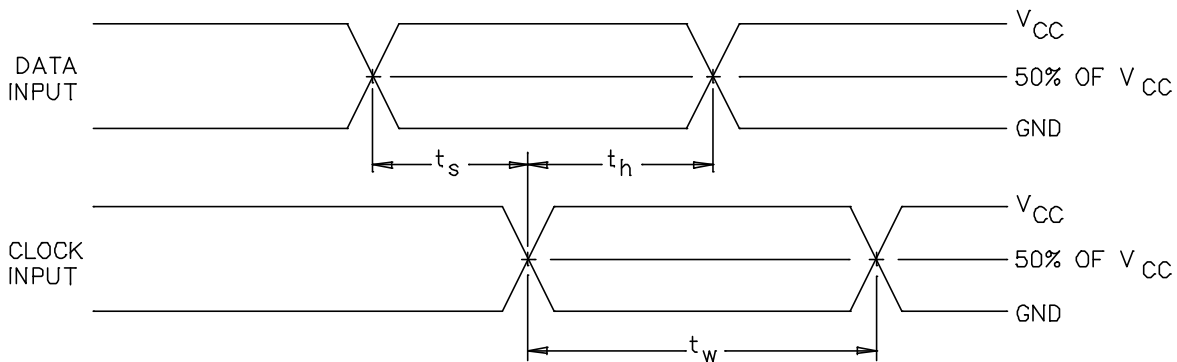 V_CC
DATA
INPUT
50% OF V_CC
GND
t_s
t_h
V_CC
CLOCK
INPUT
50% OF V_CC
GND
t_w